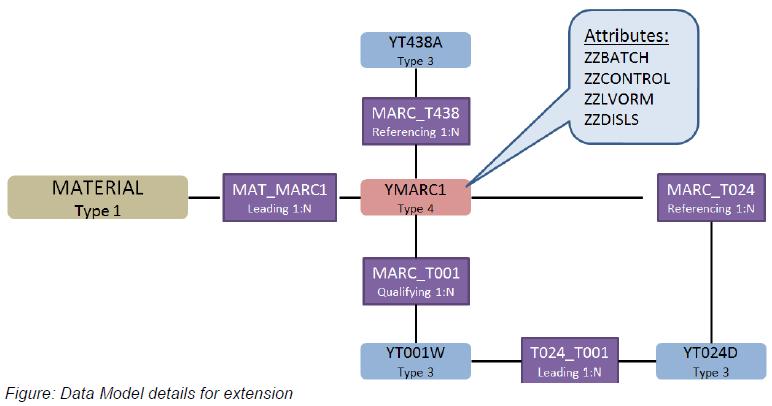 YT438A
Type 3
Attributes:
ZZBATCH
ZZCONTROL
ZZLVORM
ZZDISLS
MARC_T438
Referencing 1:N
MATERIAL
Type 1
MAT_MARC1
Leading 1:N
YMARC1
Type 4
MARC_T024
Referencing 1:N
MARC_T001
Qualifying 1:N
YT001W
Type 3
T024_T001
Leading 1:N
YT024D
Type 3
Figure: Data Model details for extension